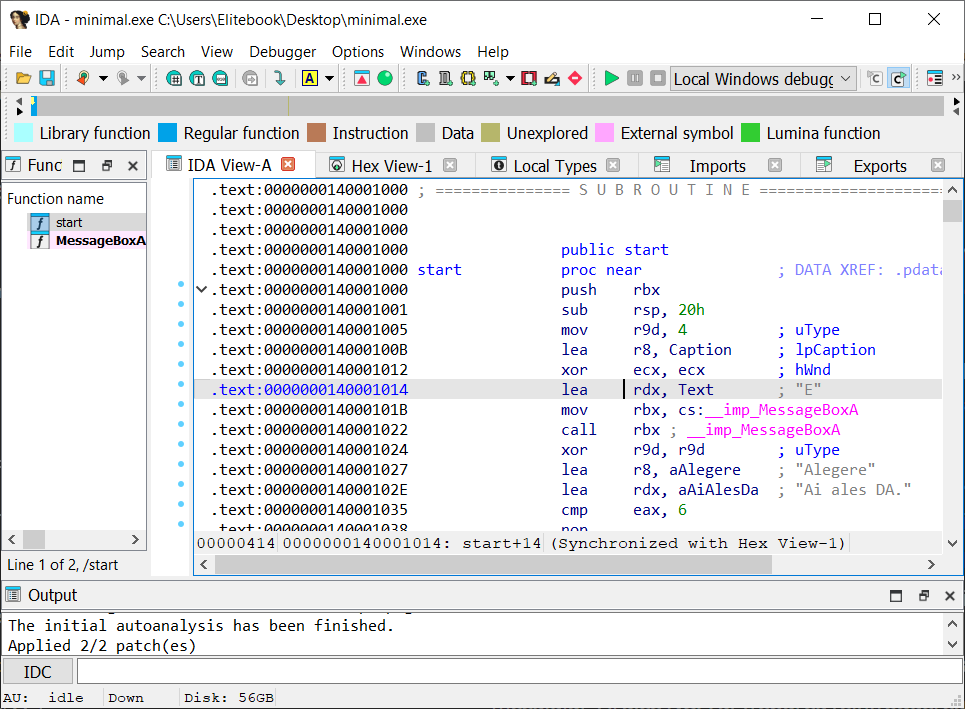 IDA - minimal.exe C:\Users\Elitebook\Desktop\minimal.exe
File Edit Jump Search View Debugger Options Windows Help
Local Windows debugg
Library function Regular function Instruction Data Unexplored External symbol Lumina function
Func
IDA View-A Hex View-1 Local Types Imports Exports
Function name
start
MessageBoxA
Line 1 of 2, /start
.text:0000000140001000 ; =============== S U B R O U T I N E =====================
.text:0000000140001000
.text:0000000140001000
.text:0000000140001000 public start
.text:0000000140001000 start proc near ; DATA XREF: .pdata
.text:0000000140001000 push rbx
.text:0000000140001001 sub rsp, 20h
.text:0000000140001005 mov r9d, 4 ; uType
.text:000000014000100B lea r8, Caption ; lpCaption
.text:0000000140001012 xor ecx, ecx ; hWnd
.text:0000000140001014 lea rdx, Text ; "E"
.text:000000014000101B mov rbx, cs:__imp_MessageBoxA
.text:0000000140001022 call rbx ; __imp_MessageBoxA
.text:0000000140001024 xor r9d, r9d ; uType
.text:0000000140001027 lea r8, aAlegere ; "Alegere"
.text:000000014000102E lea rdx, aAiAlesDa ; "Ai ales DA."
.text:0000000140001035 cmp eax, 6
.text:0000000140001038 nop
00000414 0000000140001014: start+14 (Synchronized with Hex View-1)
Output
The initial autoanalysis has been finished.
Applied 2/2 patch(es)
IDC
AU: idle Down Disk: 56GB